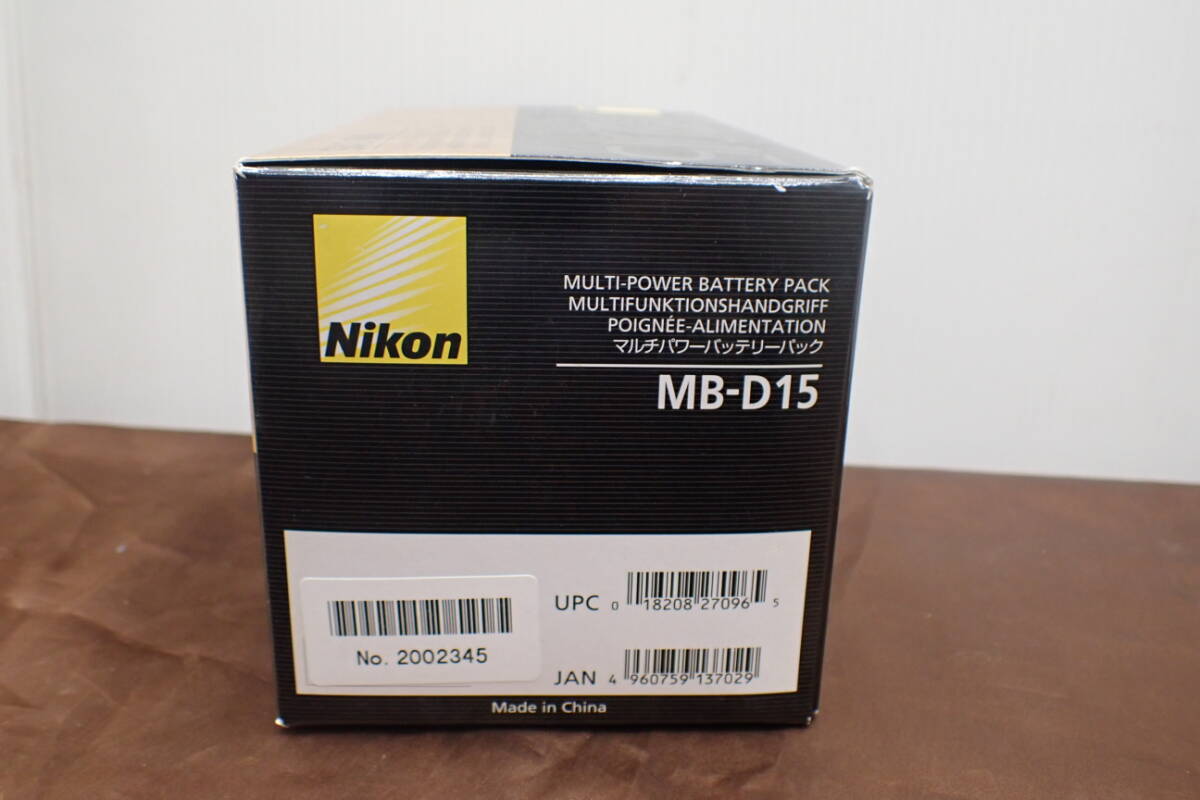 Nikon
MULTI-POWER BATTERY PACK
MULTIFUNKTIONSHANDGRIFF
POIGNÉE-ALIMENTATION
マルチパワーバッテリーパック
MB-D15
UPC 0 18208 27096 5
No. 2002345
JAN 4 960759 137029
Made in China